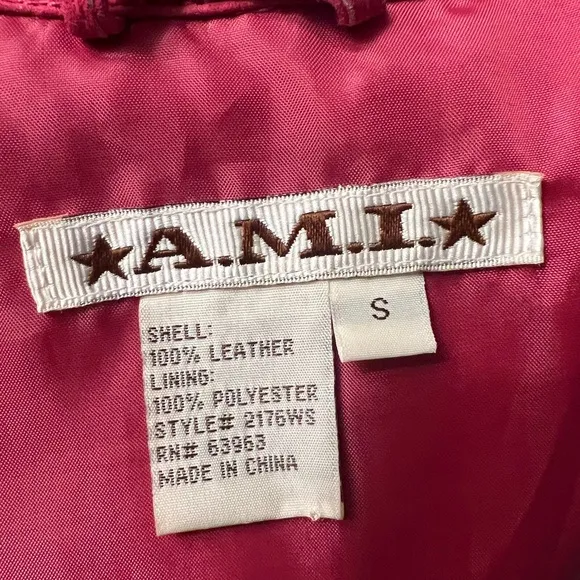 ★A.M.I.★
S
SHELL:
100% LEATHER
LINING:
100% POLYESTER
STYLE# 2176WS
RN# 63963
MADE IN CHINA